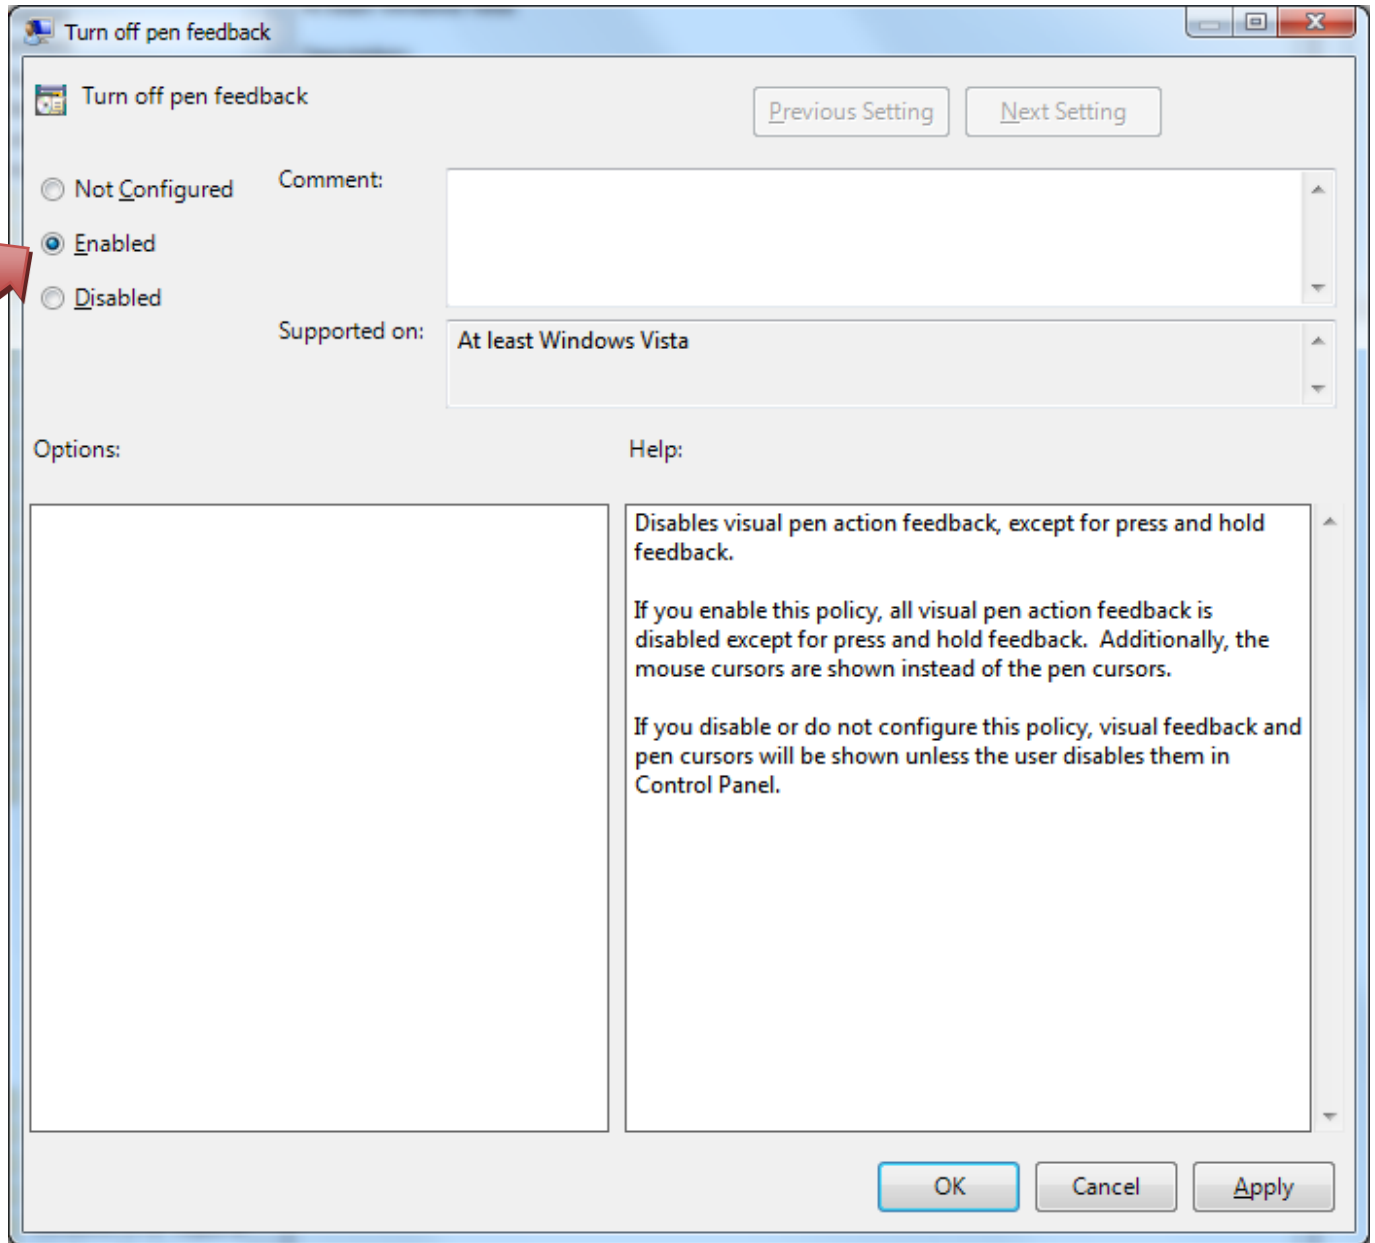 Turn off pen feedback
Turn off pen feedback
Previous Setting
Next Setting
Not Configured
Comment:
Enabled
Disabled
Supported on:
At least Windows Vista
Options:
Help:
Disables visual pen action feedback, except for press and hold
feedback.
If you enable this policy, all visual pen action feedback is
disabled except for press and hold feedback.  Additionally, the
mouse cursors are shown instead of the pen cursors.
If you disable or do not configure this policy, visual feedback and
pen cursors will be shown unless the user disables them in
Control Panel.
OK
Cancel
Apply